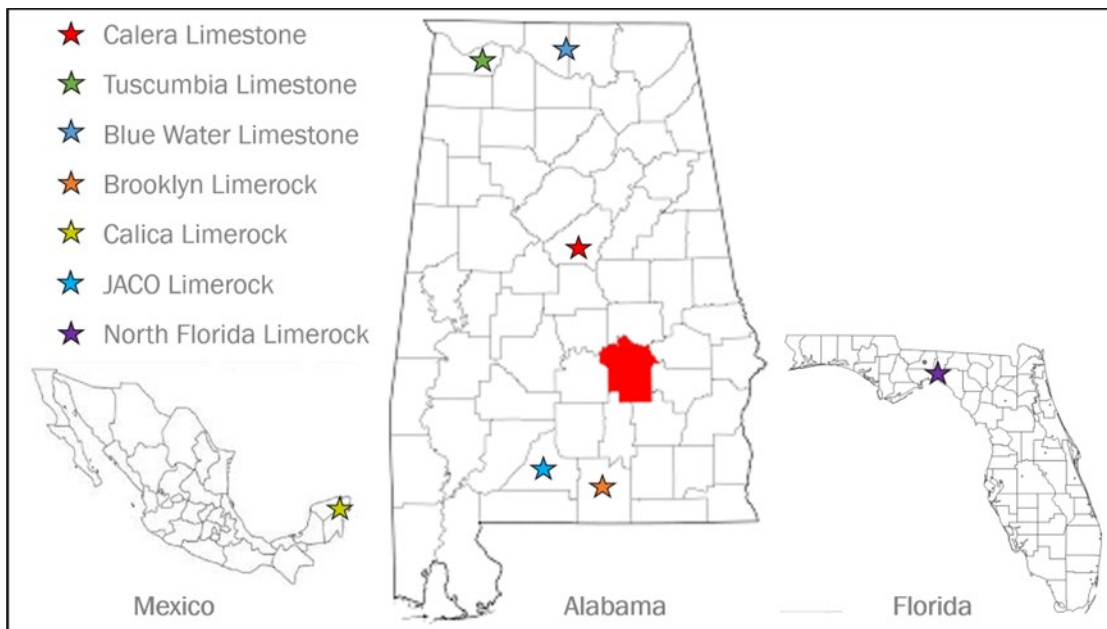 Calera Limestone
Tuscumbia Limestone
Blue Water Limestone
Brooklyn Limerock
Calica Limerock
JACO Limerock
North Florida Limerock
Mexico
Alabama
Florida